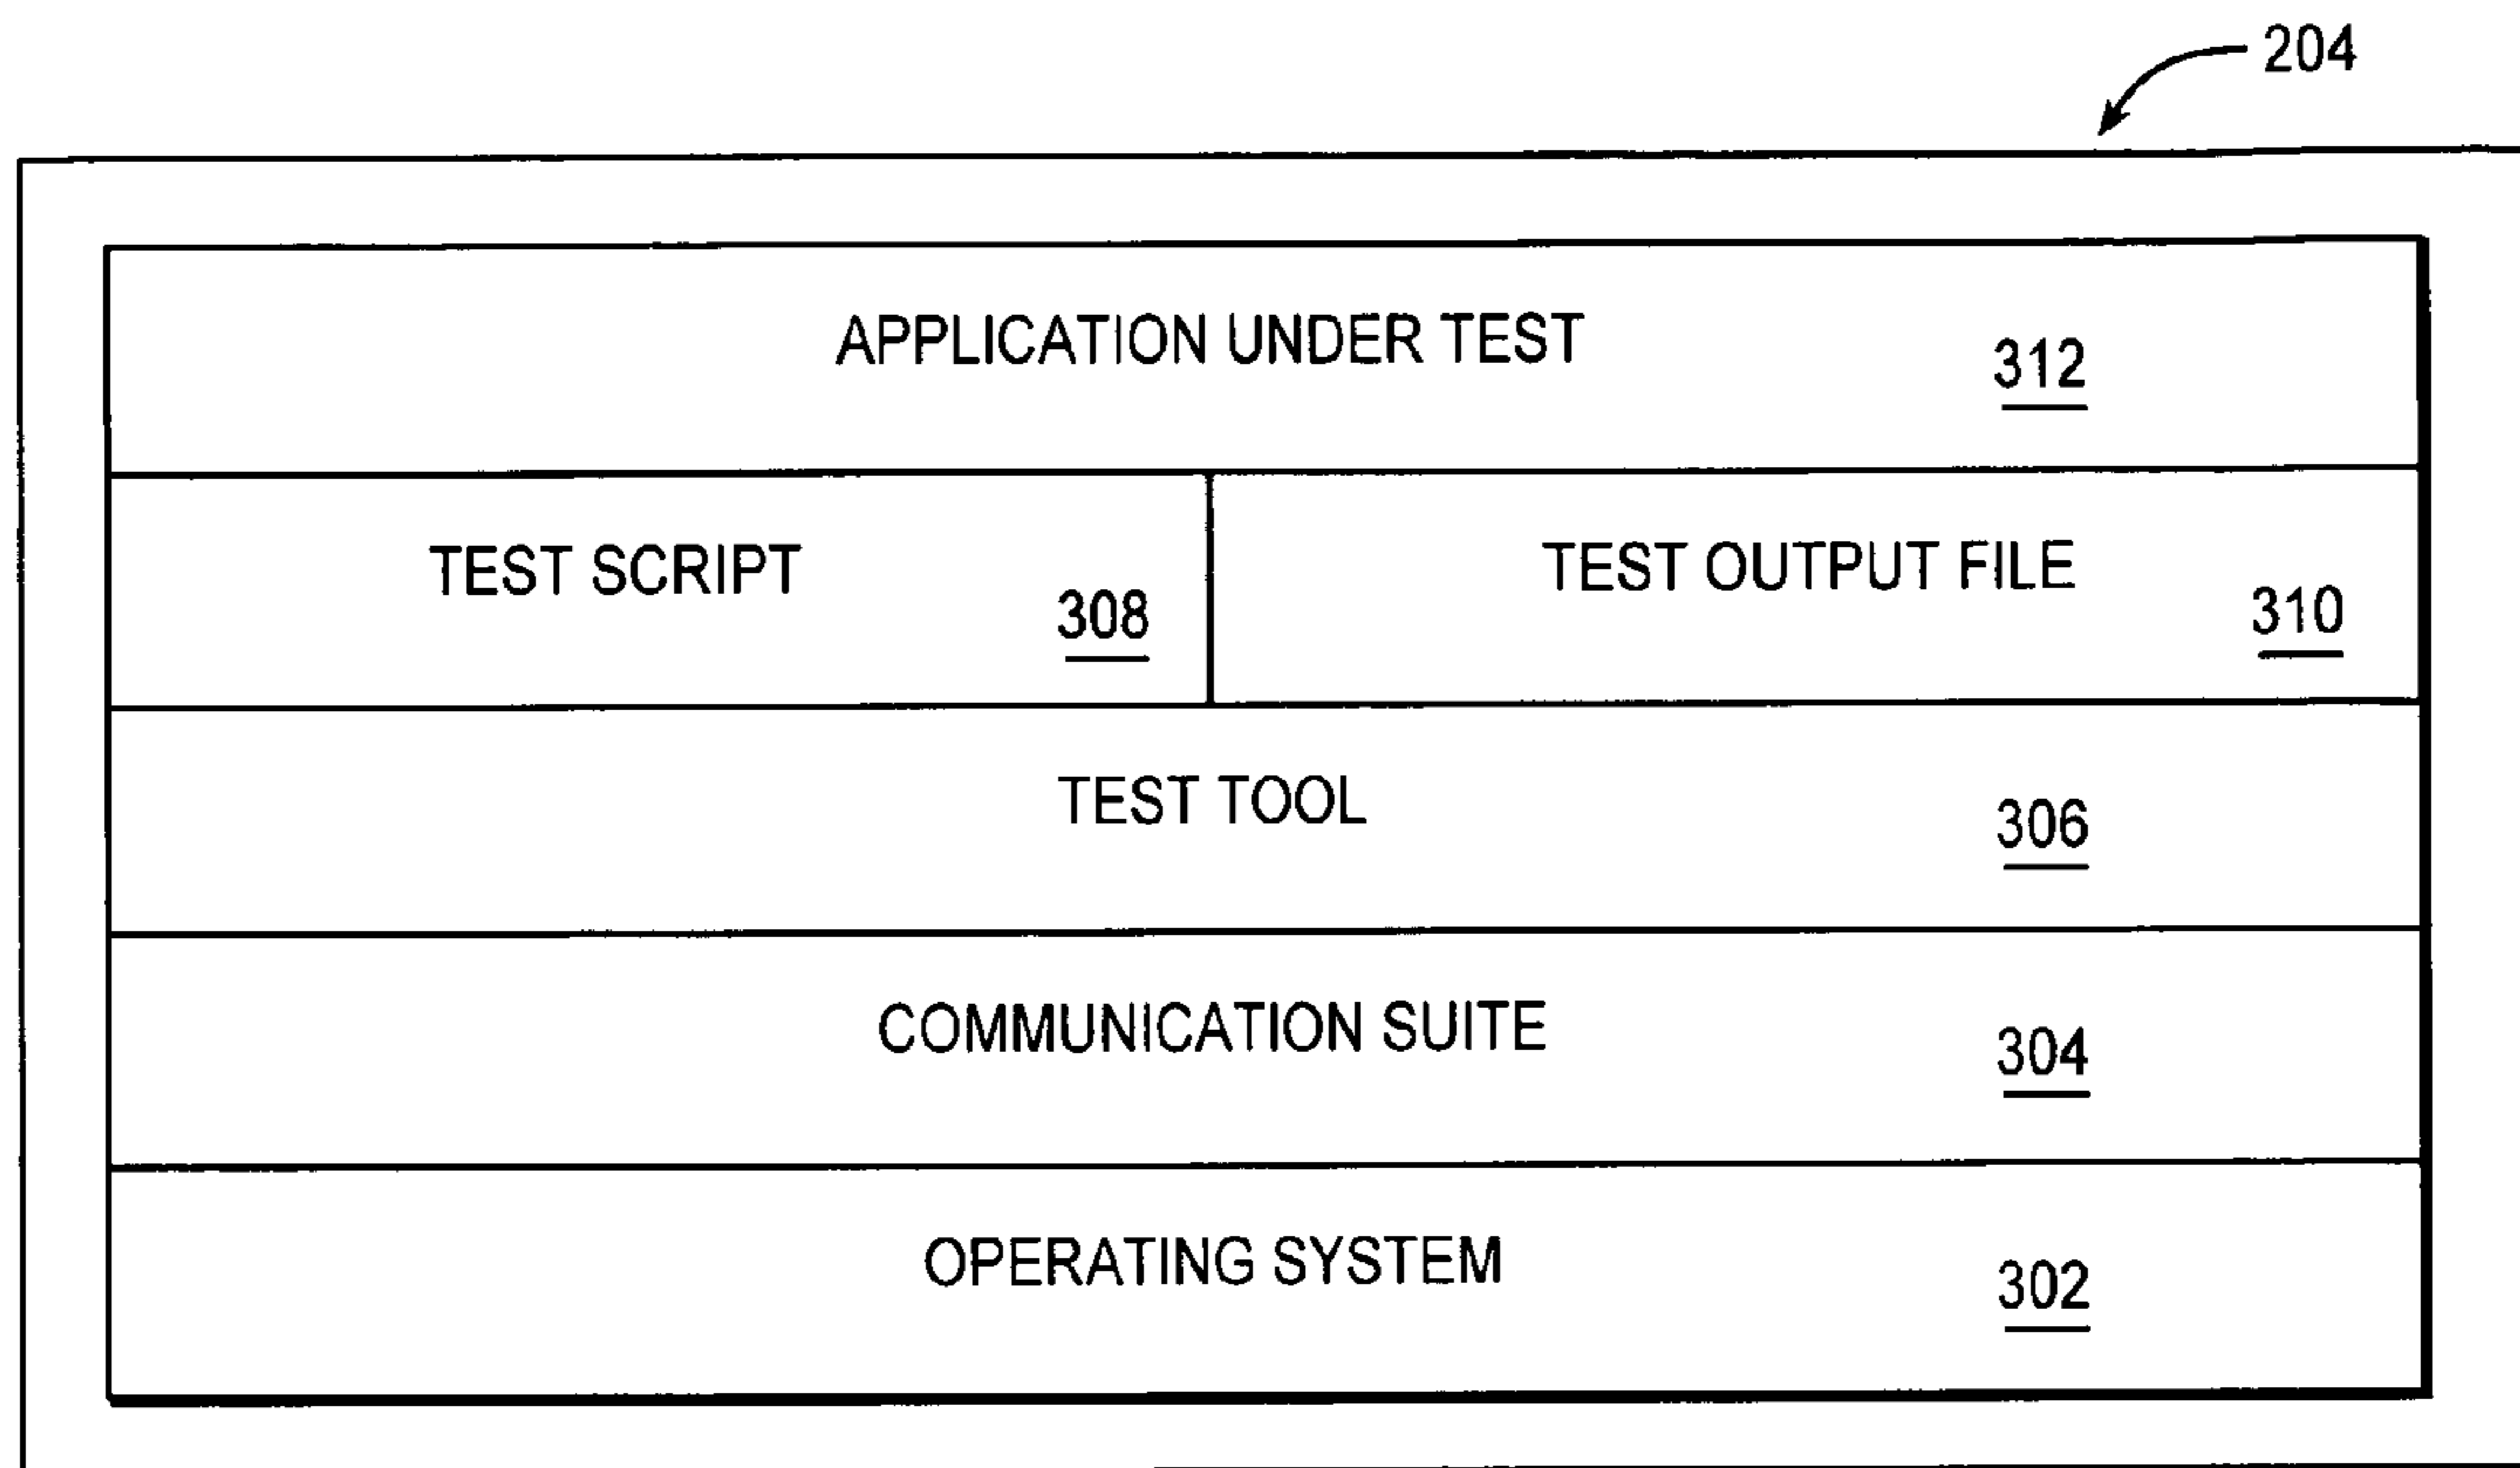 204
APPLICATION UNDER TEST
312
TEST SCRIPT
308
TEST OUTPUT FILE
310
TEST TOOL
306
COMMUNICATION SUITE
304
OPERATING SYSTEM
302